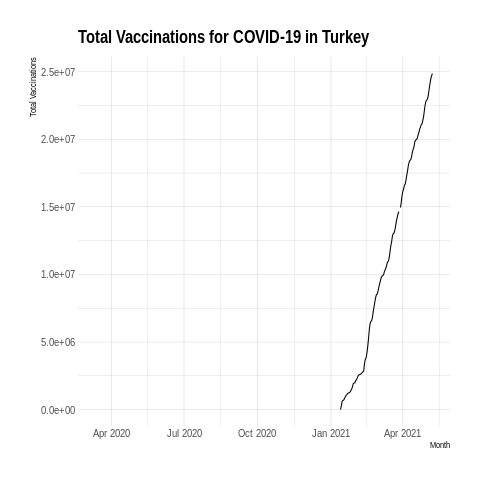 Total Vaccinations for COVID-19 in Turkey
Total Vaccinations
2.5e+07
2.0e+07
1.5e+07
1.0e+07
5.0e+06
0.0e+00
Apr 2020 Jul 2020 Oct 2020 Jan 2021 Apr 2021
Month